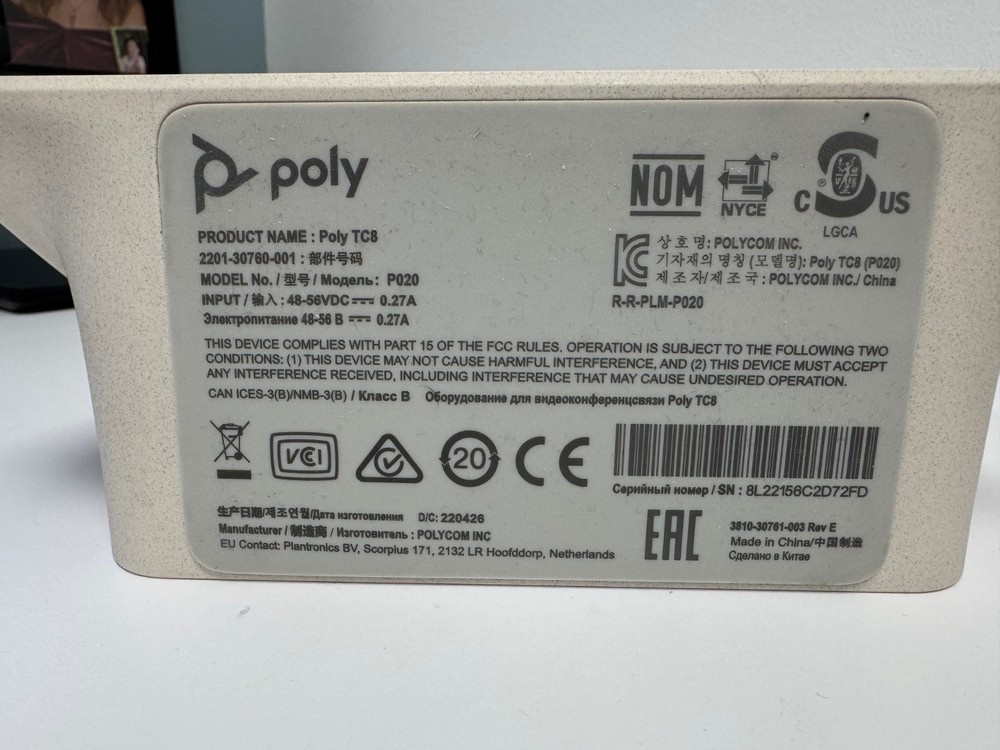 poly
PRODUCT NAME : Poly TC8
2201-30760-001 : 部件号码
MODEL No. / 型号 / Модель : P020
INPUT / 输入 : 48-56VDC 0.27A
Электропитание 48-56 В 0.27A
NOM
NYCE
C S® US
LGCA
KC
상 호 명: POLYCOM INC.
기자재의 명칭 (모델명): Poly TC8 (P020)
제 조 자/제 조 국 : POLYCOM INC./ China
R-R-PLM-P020
THIS DEVICE COMPLIES WITH PART 15 OF THE FCC RULES. OPERATION IS SUBJECT TO THE FOLLOWING TWO
CONDITIONS: (1) THIS DEVICE MAY NOT CAUSE HARMFUL INTERFERENCE, AND (2) THIS DEVICE MUST ACCEPT
ANY INTERFERENCE RECEIVED, INCLUDING INTERFERENCE THAT MAY CAUSE UNDESIRED OPERATION.
CAN ICES-3(B)/NMB-3(B) / Класс B Оборудование для видеоконференцсвязи Poly TC8
VCI
20
CE
Серийный номер / SN : 8L22156C2D72FD
生产日期/제조연월/Дата изготовления D/C: 220426
Manufacturer / 制造商 / Изготовитель : POLYCOM INC
EU Contact: Plantronics BV, Scorplus 171, 2132 LR Hoofddorp, Netherlands
EAC
3810-30761-003 Rev E
Made in China/中国制造
Сделано в Китае